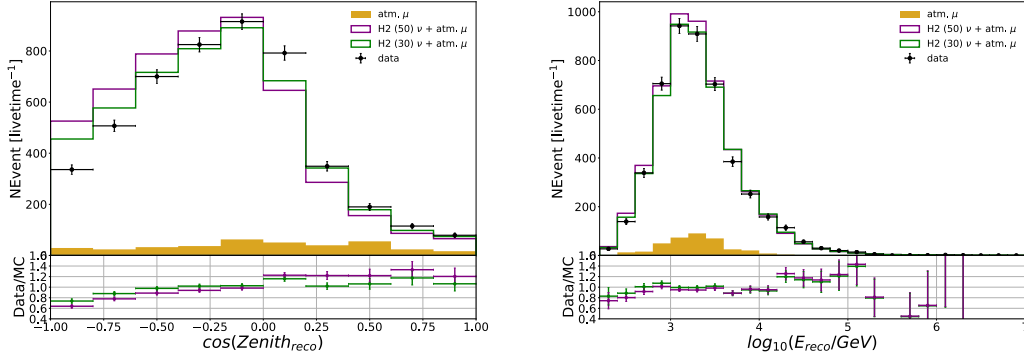 NEvent [livetime⁻¹]
800
600
400
200
1.6
atm, μ
H2 (50) ν + atm. μ
H2 (30) ν + atm. μ
data
Data/MC
1.4
1.2
1.0
0.8
0.6
0.4
−1.00 −0.75 −0.50 −0.25 0.00 0.25 0.50 0.75 1.00
cos(Zenith_reco)
NEvent [livetime⁻¹]
1000
800
600
400
200
atm, μ
H2 (50) ν + atm. μ
H2 (30) ν + atm. μ
data
Data/MC
1.4
1.2
1.0
0.8
0.6
0.4
3 4 5 6 7
log₁₀(E_reco/GeV)